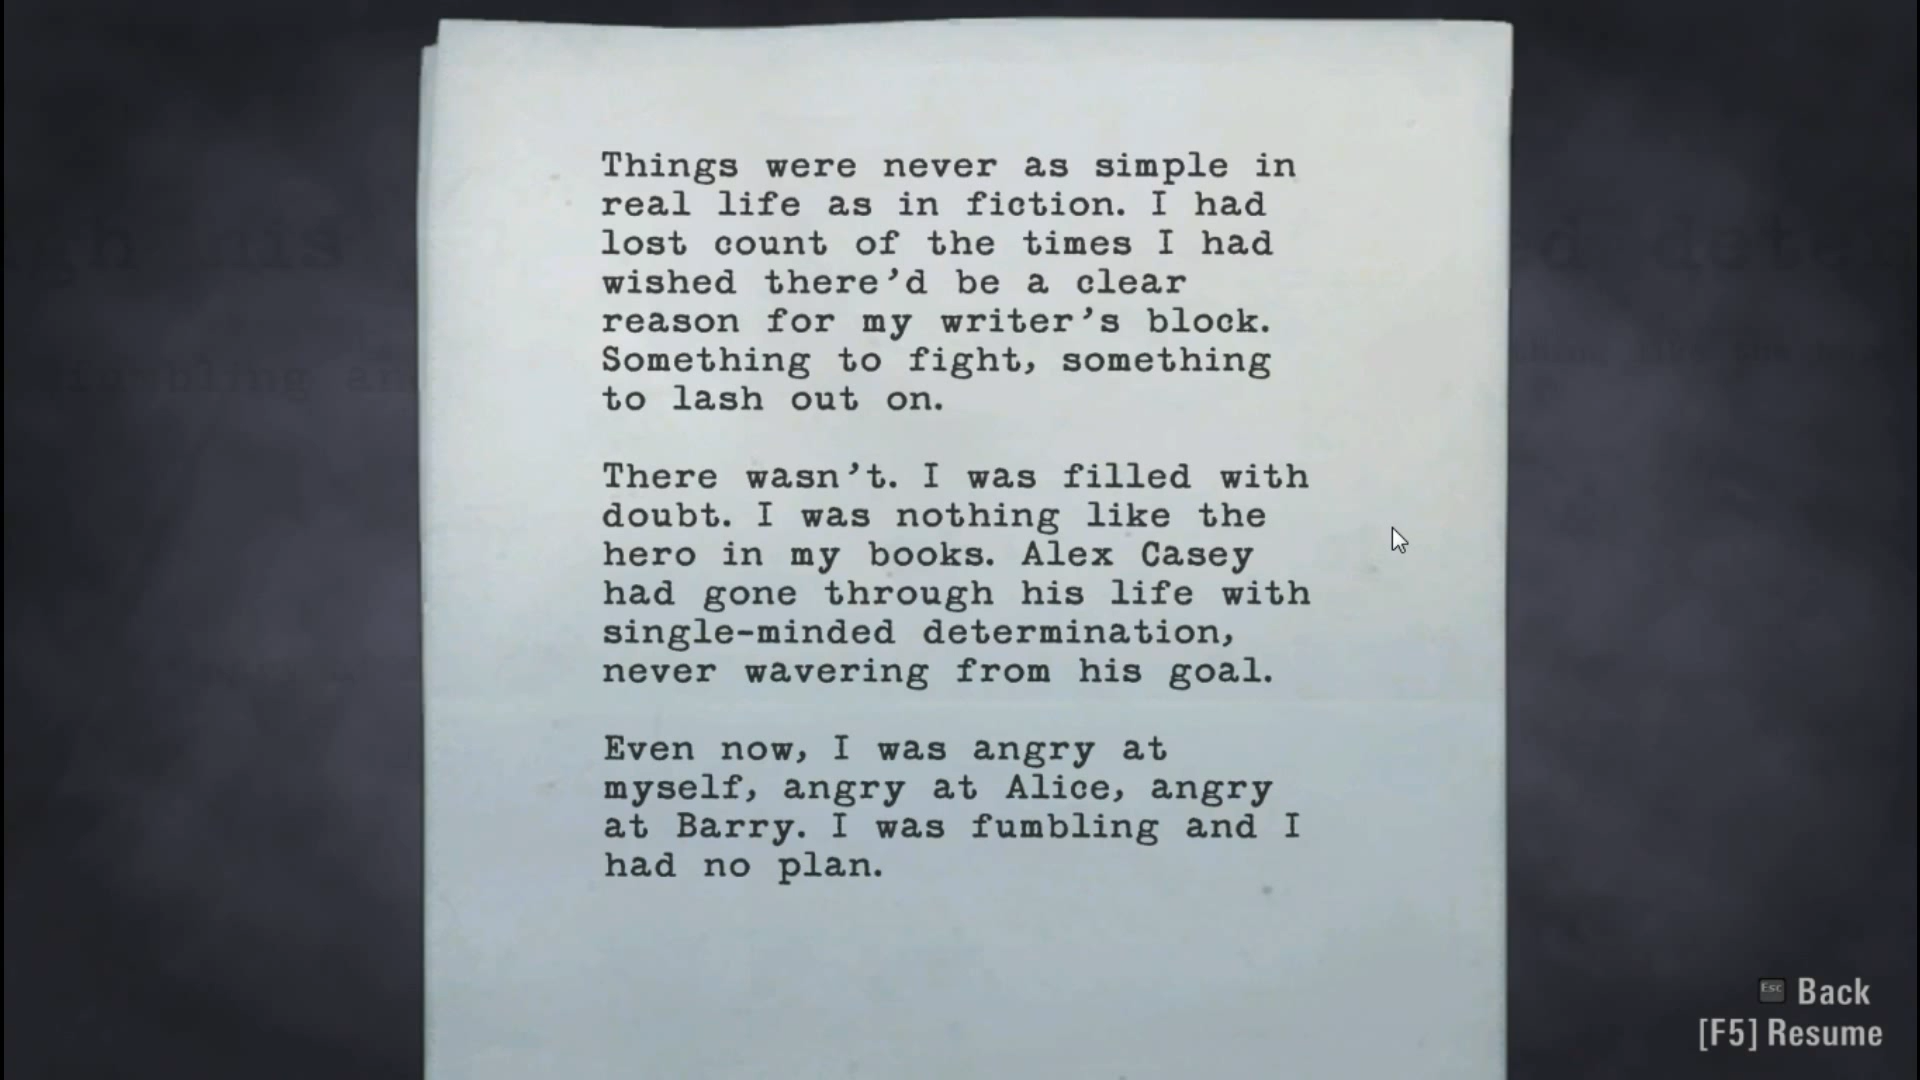 Things were never as simple in
real life as in fiction. I had
lost count of the times I had
wished there'd be a clear
reason for my writer's block.
Something to fight, something
to lash out on.
There wasn't. I was filled with
doubt. I was nothing like the
hero in my books. Alex Casey
had gone through his life with
single-minded determination,
never wavering from his goal.
Even now, I was angry at
myself, angry at Alice, angry
at Barry. I was fumbling and I
had no plan.
Esc Back
[F5] Resume